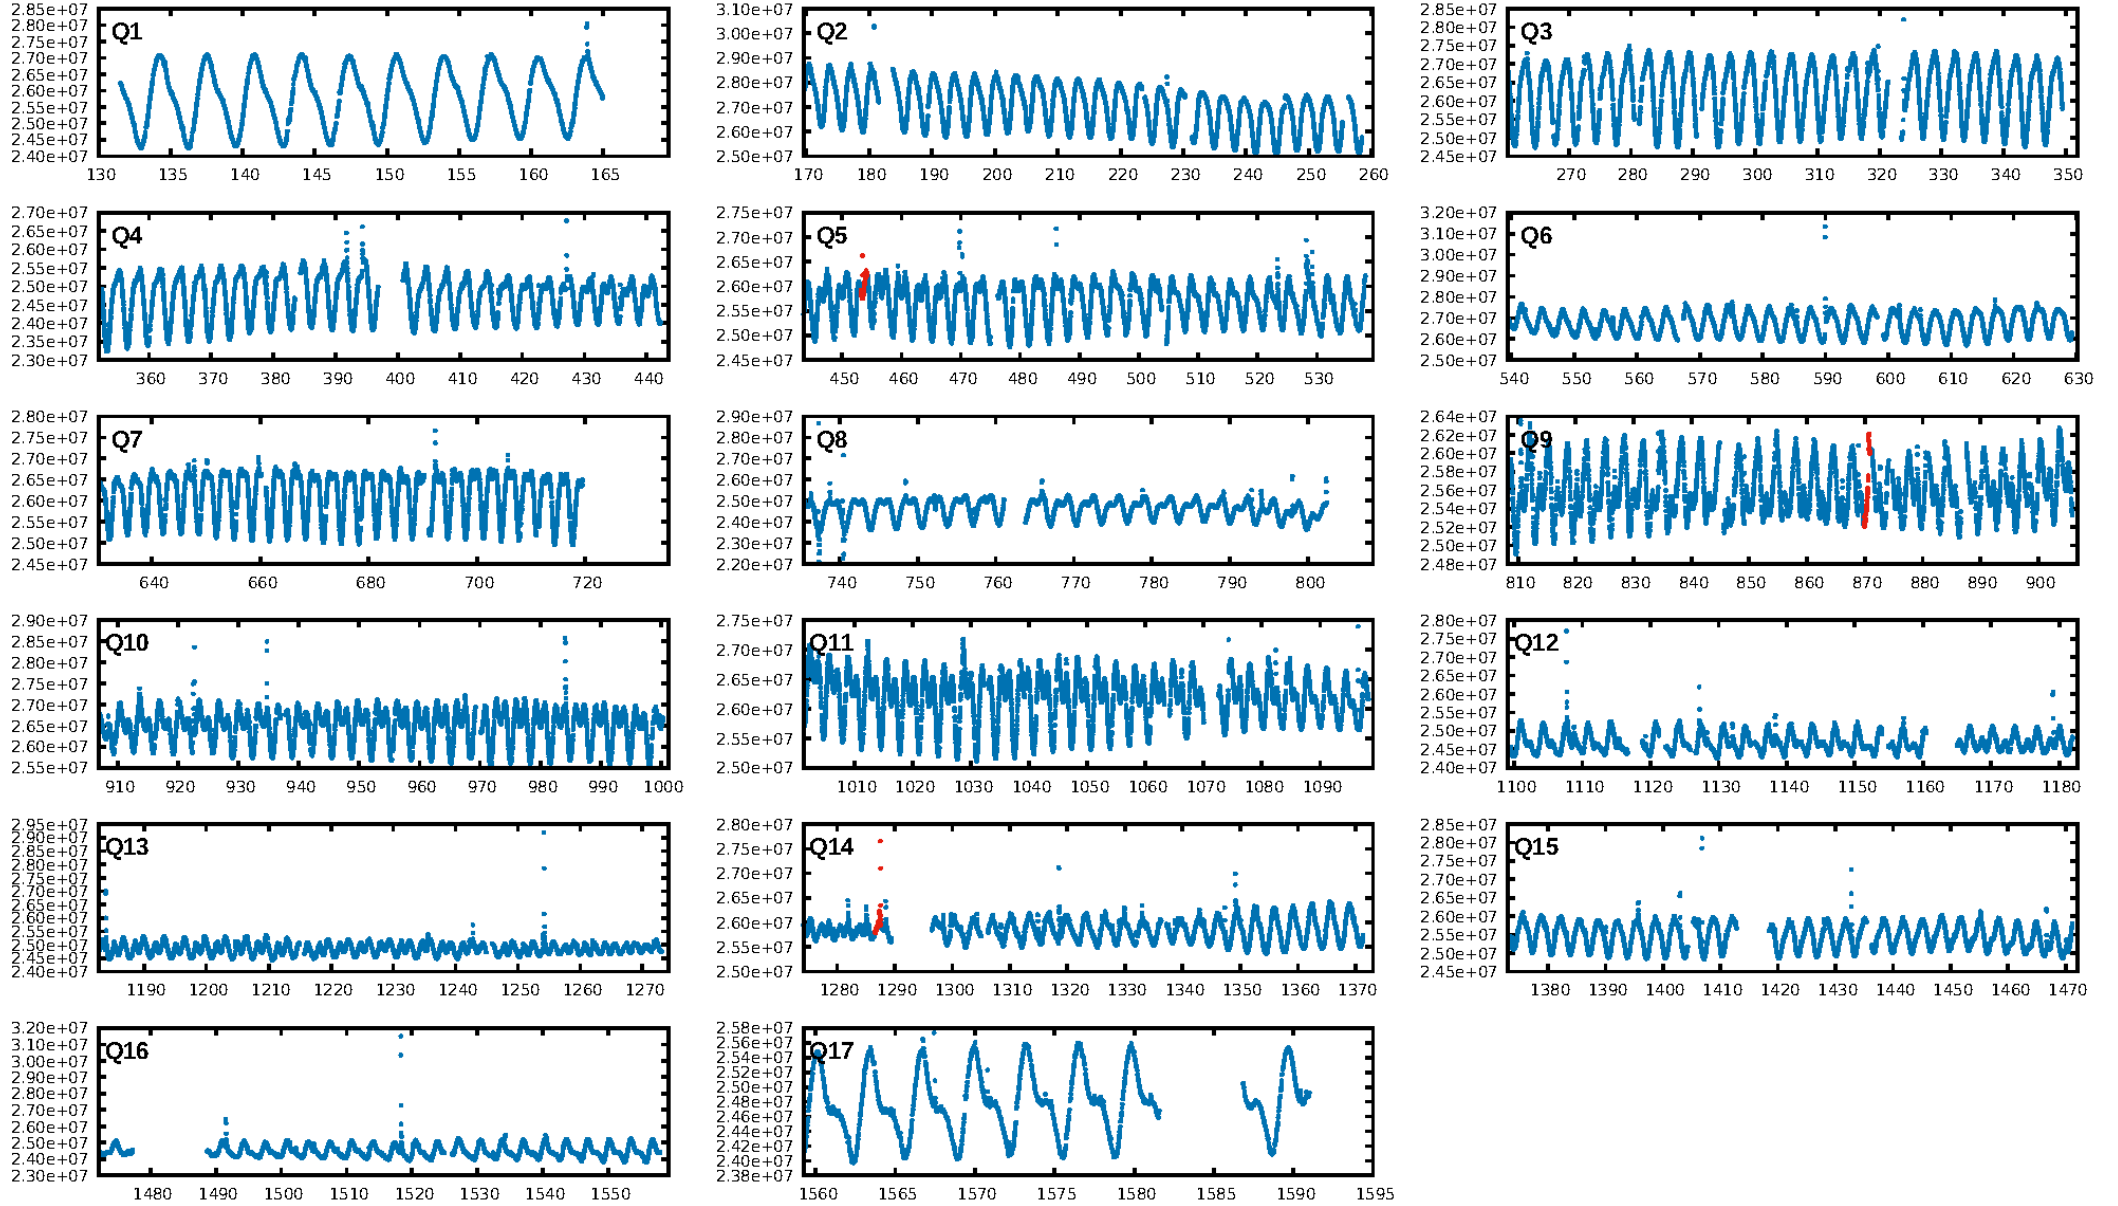 2.85e+07 2.80e+07 2.75e+07 2.70e+07 2.65e+07 2.60e+07 2.55e+07 2.50e+07 2.45e+07 2.40e+07
Q1
130 135 140 145 150 155 160 165
3.10e+07 3.00e+07 2.90e+07 2.80e+07 2.70e+07 2.60e+07 2.50e+07
Q2
170 180 190 200 210 220 230 240 250 260
2.85e+07 2.80e+07 2.75e+07 2.70e+07 2.65e+07 2.60e+07 2.55e+07 2.50e+07 2.45e+07
Q3
270 280 290 300 310 320 330 340 350
2.70e+07 2.65e+07 2.60e+07 2.55e+07 2.50e+07 2.45e+07 2.40e+07 2.35e+07 2.30e+07
Q4
360 370 380 390 400 410 420 430 440
2.75e+07 2.70e+07 2.65e+07 2.60e+07 2.55e+07 2.50e+07 2.45e+07
Q5
450 460 470 480 490 500 510 520 530
3.20e+07 3.10e+07 3.00e+07 2.90e+07 2.80e+07 2.70e+07 2.60e+07 2.50e+07
Q6
540 550 560 570 580 590 600 610 620 630
2.80e+07 2.75e+07 2.70e+07 2.65e+07 2.60e+07 2.55e+07 2.50e+07 2.45e+07
Q7
640 660 680 700 720
2.90e+07 2.80e+07 2.70e+07 2.60e+07 2.50e+07 2.40e+07 2.30e+07 2.20e+07
Q8
740 750 760 770 780 790 800
2.64e+07 2.62e+07 2.60e+07 2.58e+07 2.56e+07 2.54e+07 2.52e+07 2.50e+07 2.48e+07
Q9
810 820 830 840 850 860 870 880 890 900
2.90e+07 2.85e+07 2.80e+07 2.75e+07 2.70e+07 2.65e+07 2.60e+07 2.55e+07
Q10
910 920 930 940 950 960 970 980 990 1000
2.75e+07 2.70e+07 2.65e+07 2.60e+07 2.55e+07 2.50e+07
Q11
1010 1020 1030 1040 1050 1060 1070 1080 1090
2.80e+07 2.75e+07 2.70e+07 2.65e+07 2.60e+07 2.55e+07 2.50e+07 2.45e+07 2.40e+07
Q12
1100 1110 1120 1130 1140 1150 1160 1170 1180
2.95e+07 2.90e+07 2.85e+07 2.80e+07 2.75e+07 2.70e+07 2.65e+07 2.60e+07 2.55e+07 2.50e+07 2.45e+07 2.40e+07
Q13
1190 1200 1210 1220 1230 1240 1250 1260 1270
2.80e+07 2.75e+07 2.70e+07 2.65e+07 2.60e+07 2.55e+07 2.50e+07
Q14
1280 1290 1300 1310 1320 1330 1340 1350 1360 1370
2.85e+07 2.80e+07 2.75e+07 2.70e+07 2.65e+07 2.60e+07 2.55e+07 2.50e+07 2.45e+07
Q15
1380 1390 1400 1410 1420 1430 1440 1450 1460 1470
3.20e+07 3.10e+07 3.00e+07 2.90e+07 2.80e+07 2.70e+07 2.60e+07 2.50e+07 2.40e+07 2.30e+07
Q16
1480 1490 1500 1510 1520 1530 1540 1550
2.58e+07 2.56e+07 2.54e+07 2.52e+07 2.50e+07 2.48e+07 2.46e+07 2.44e+07 2.42e+07 2.40e+07 2.38e+07
Q17
1560 1565 1570 1575 1580 1585 1590 1595